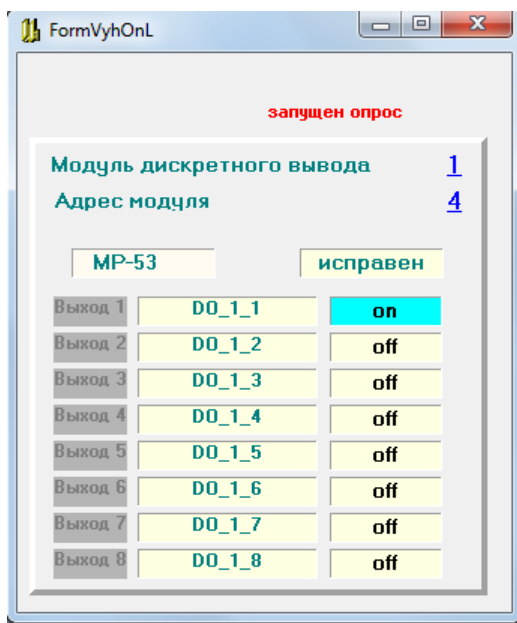 FormVyhOnL
запущен опрос
Модуль дискретного вывода 1
Адрес модуля 4
МР-53 исправен
Выход 1 DO_1_1 on
Выход 2 DO_1_2 off
Выход 3 DO_1_3 off
Выход 4 DO_1_4 off
Выход 5 DO_1_5 off
Выход 6 DO_1_6 off
Выход 7 DO_1_7 off
Выход 8 DO_1_8 off